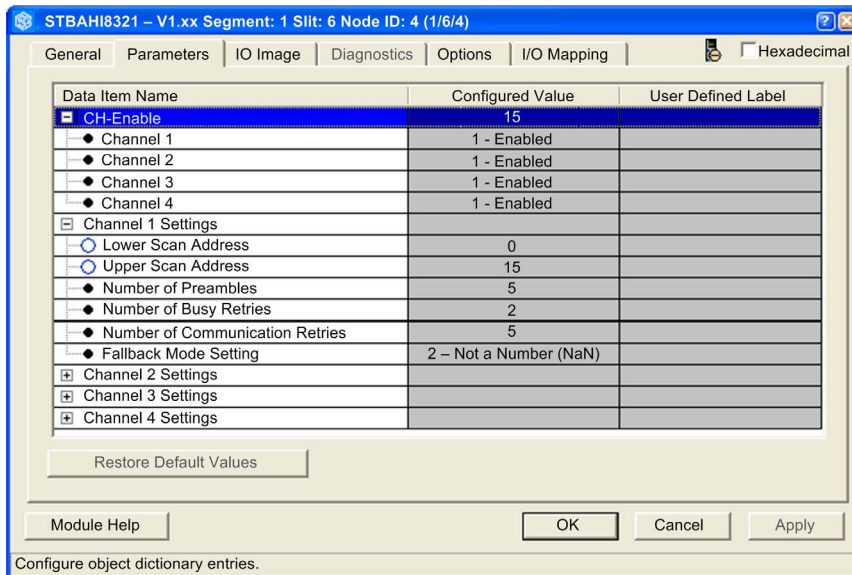 STBAHI8321 – V1.xx Segment: 1 Slit: 6 Node ID: 4 (1/6/4)
General Parameters IO Image Diagnostics Options I/O Mapping Hexadecimal
Data Item Name Configured Value User Defined Label
CH-Enable 15
Channel 1 1 - Enabled
Channel 2 1 - Enabled
Channel 3 1 - Enabled
Channel 4 1 - Enabled
Channel 1 Settings
Lower Scan Address 0
Upper Scan Address 15
Number of Preambles 5
Number of Busy Retries 2
Number of Communication Retries 5
Fallback Mode Setting 2 – Not a Number (NaN)
Channel 2 Settings
Channel 3 Settings
Channel 4 Settings
Restore Default Values
Module Help OK Cancel Apply
Configure object dictionary entries.